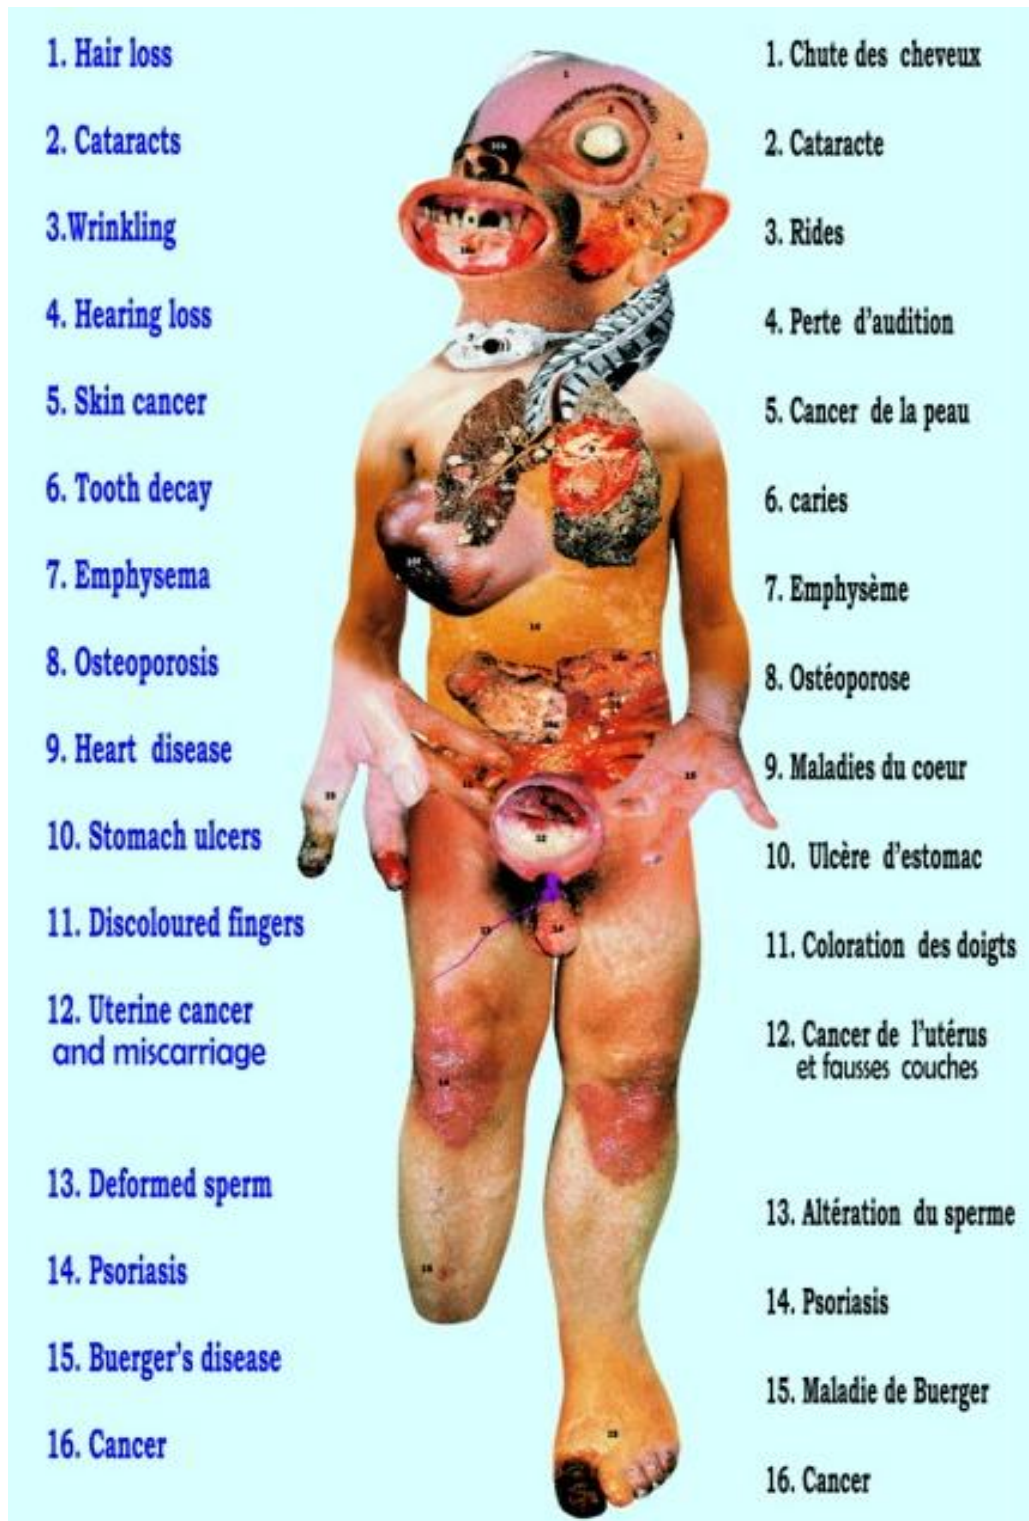 1. Hair loss
2. Cataracts
3.Wrinkling
4. Hearing loss
5. Skin cancer
6. Tooth decay
7. Emphysema
8. Osteoporosis
9. Heart disease
10. Stomach ulcers
11. Discoloured fingers
12. Uterine cancer
and miscarriage
13. Deformed sperm
14. Psoriasis
15. Buerger's disease
16. Cancer
1. Chute des cheveux
2. Cataracte
3. Rides
4. Perte d'audition
5. Cancer de la peau
6. caries
7. Emphysème
8. Ostéoporose
9. Maladies du coeur
10. Ulcère d'estomac
11. Coloration des doigts
12. Cancer de l'utérus
et fausses couches
13. Altération du sperme
14. Psoriasis
15. Maladie de Buerger
16. Cancer